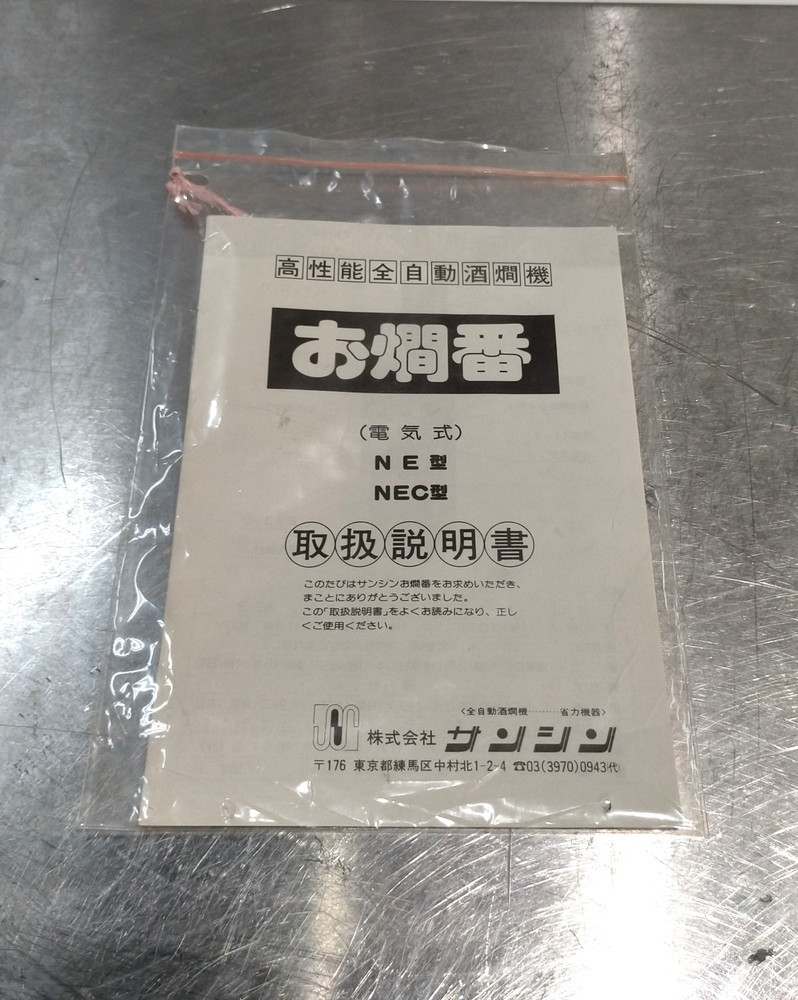 高性能全自動酒燗機
お燗番
(電気式)
NE型
NEC型
取扱説明書
このたびはサンシンお燗番をお求めいただき、
まことにありがとうございました。
この「取扱説明書」をよくお読みになり、正し
くご使用ください。
〈全自動酒燗機………省力機器〉
株式会社 サンシン
〒176 東京都練馬区中村北1-2-4 ☎03(3970)0943(代)